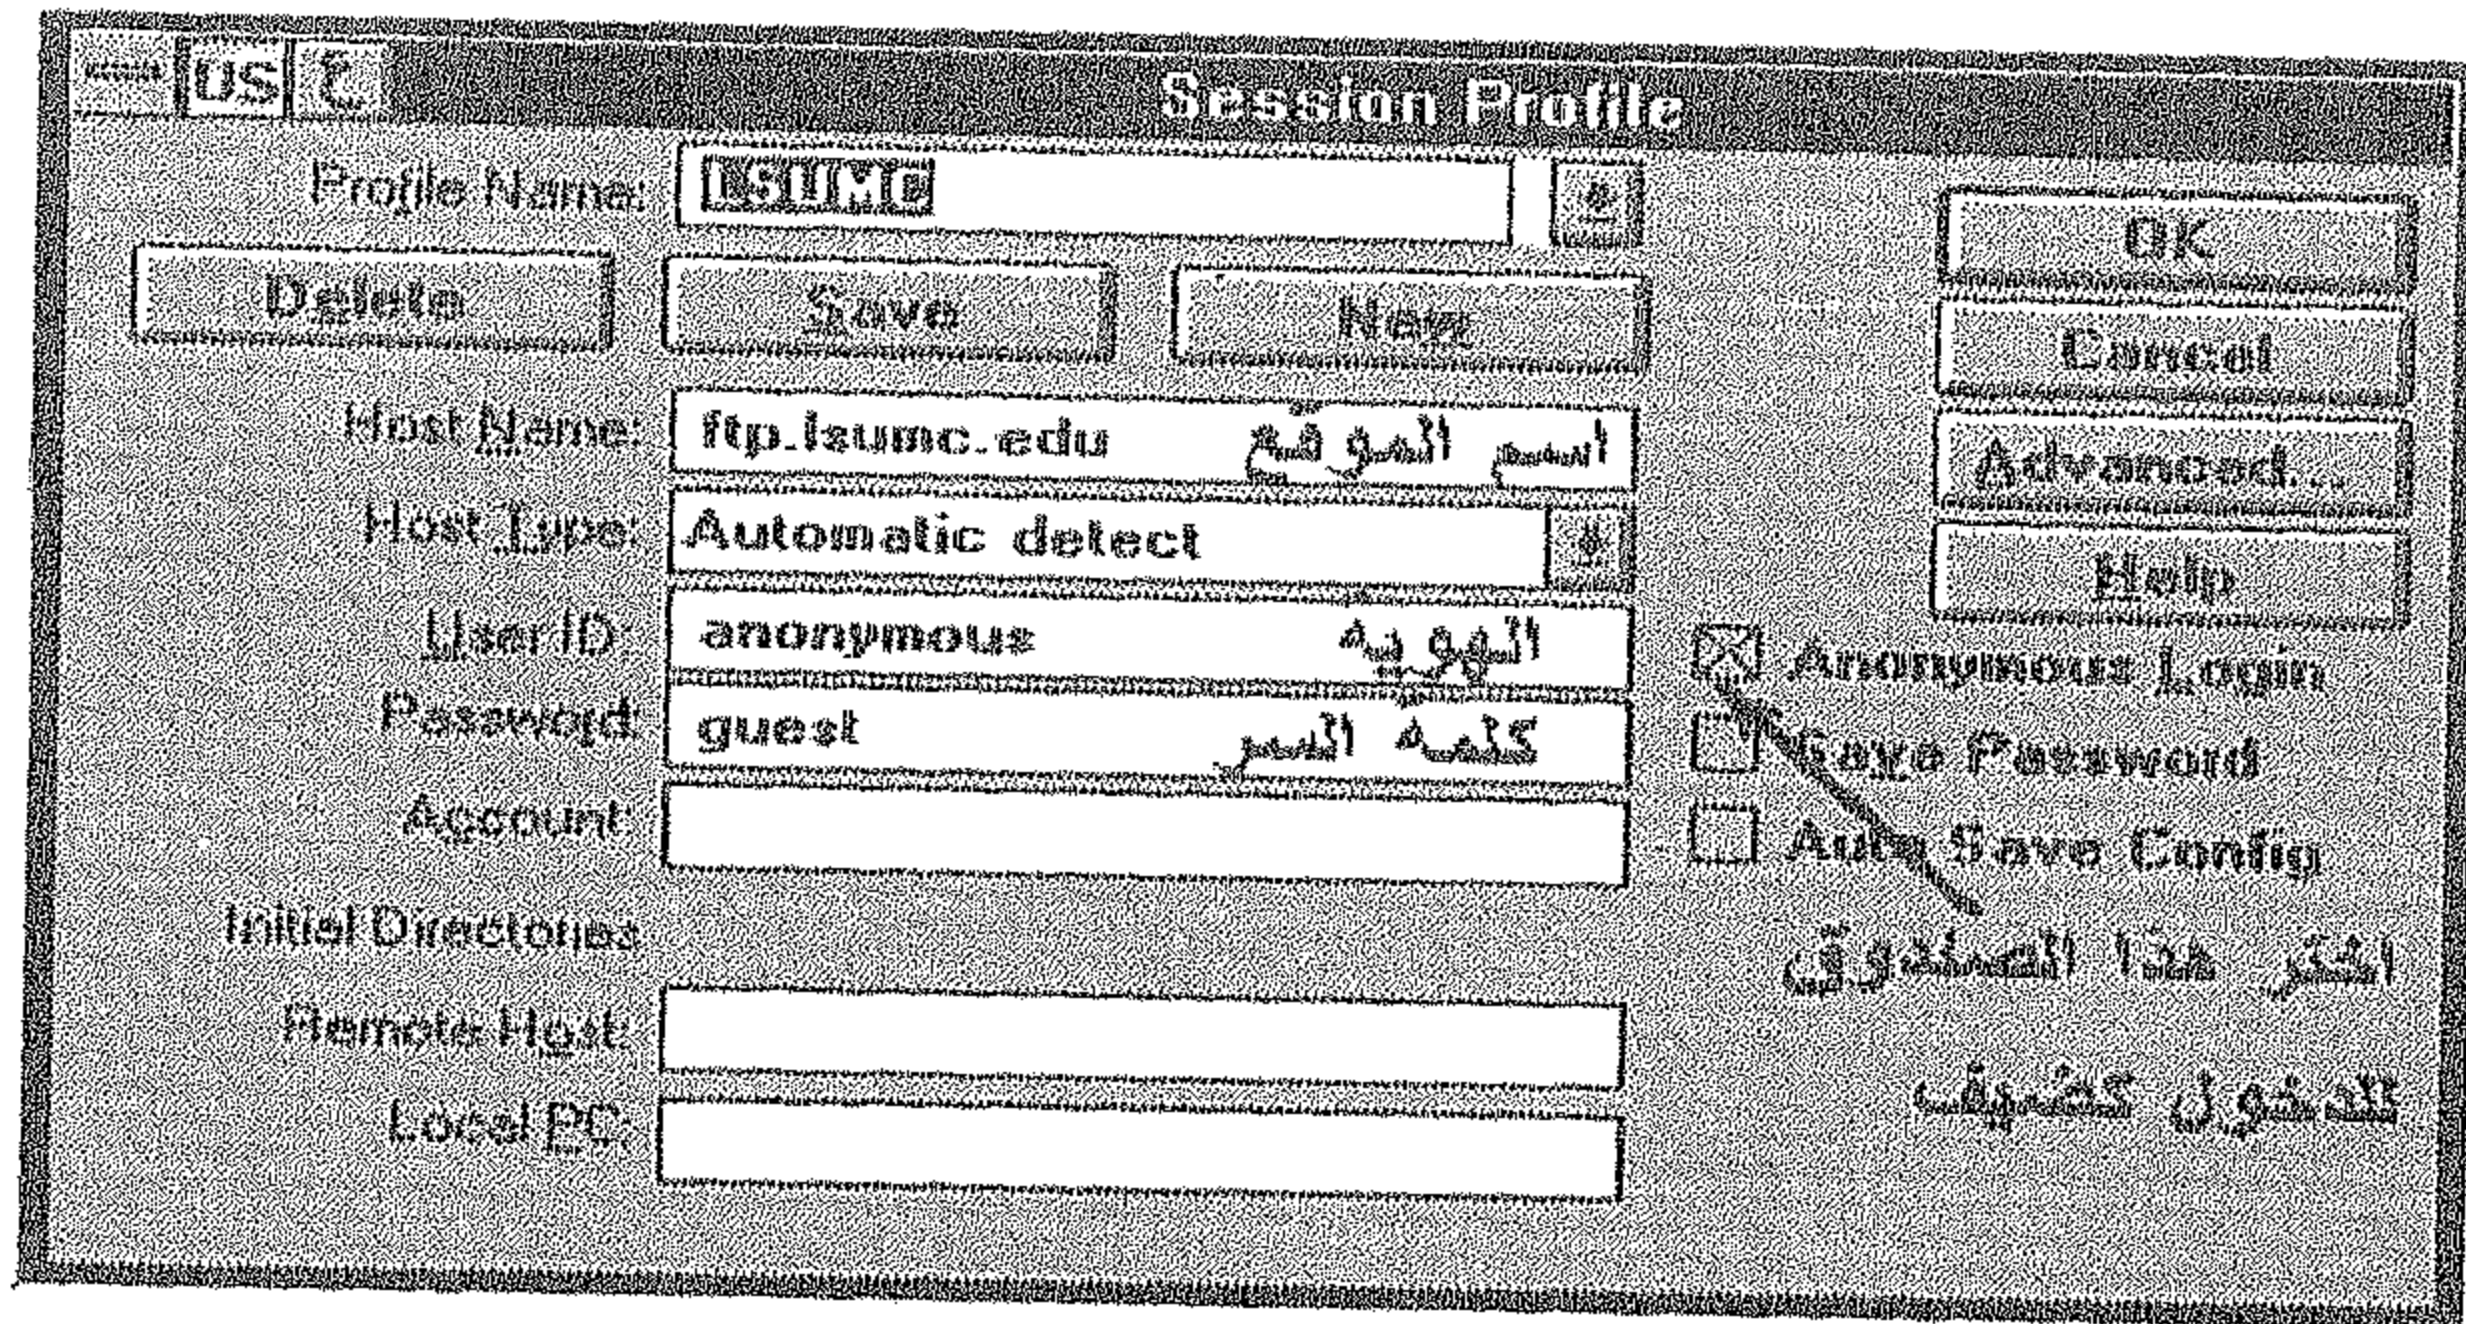 US ع Session Profile
Profile Name: LSUMC
OK
Delete Save New
Cancel
Host Name: ftp.lsumc.edu اسم الموقع
Advanced...
Host Type: Automatic detect
Help
User ID: anonymous الهوية
Anonymous Login
Password: guest كلمة السر
Save Password
Account:
Auto Save Config
Initial Directories
اختر هذا الصندوق
Remote Host:
للدخول كضيف
Local PC: